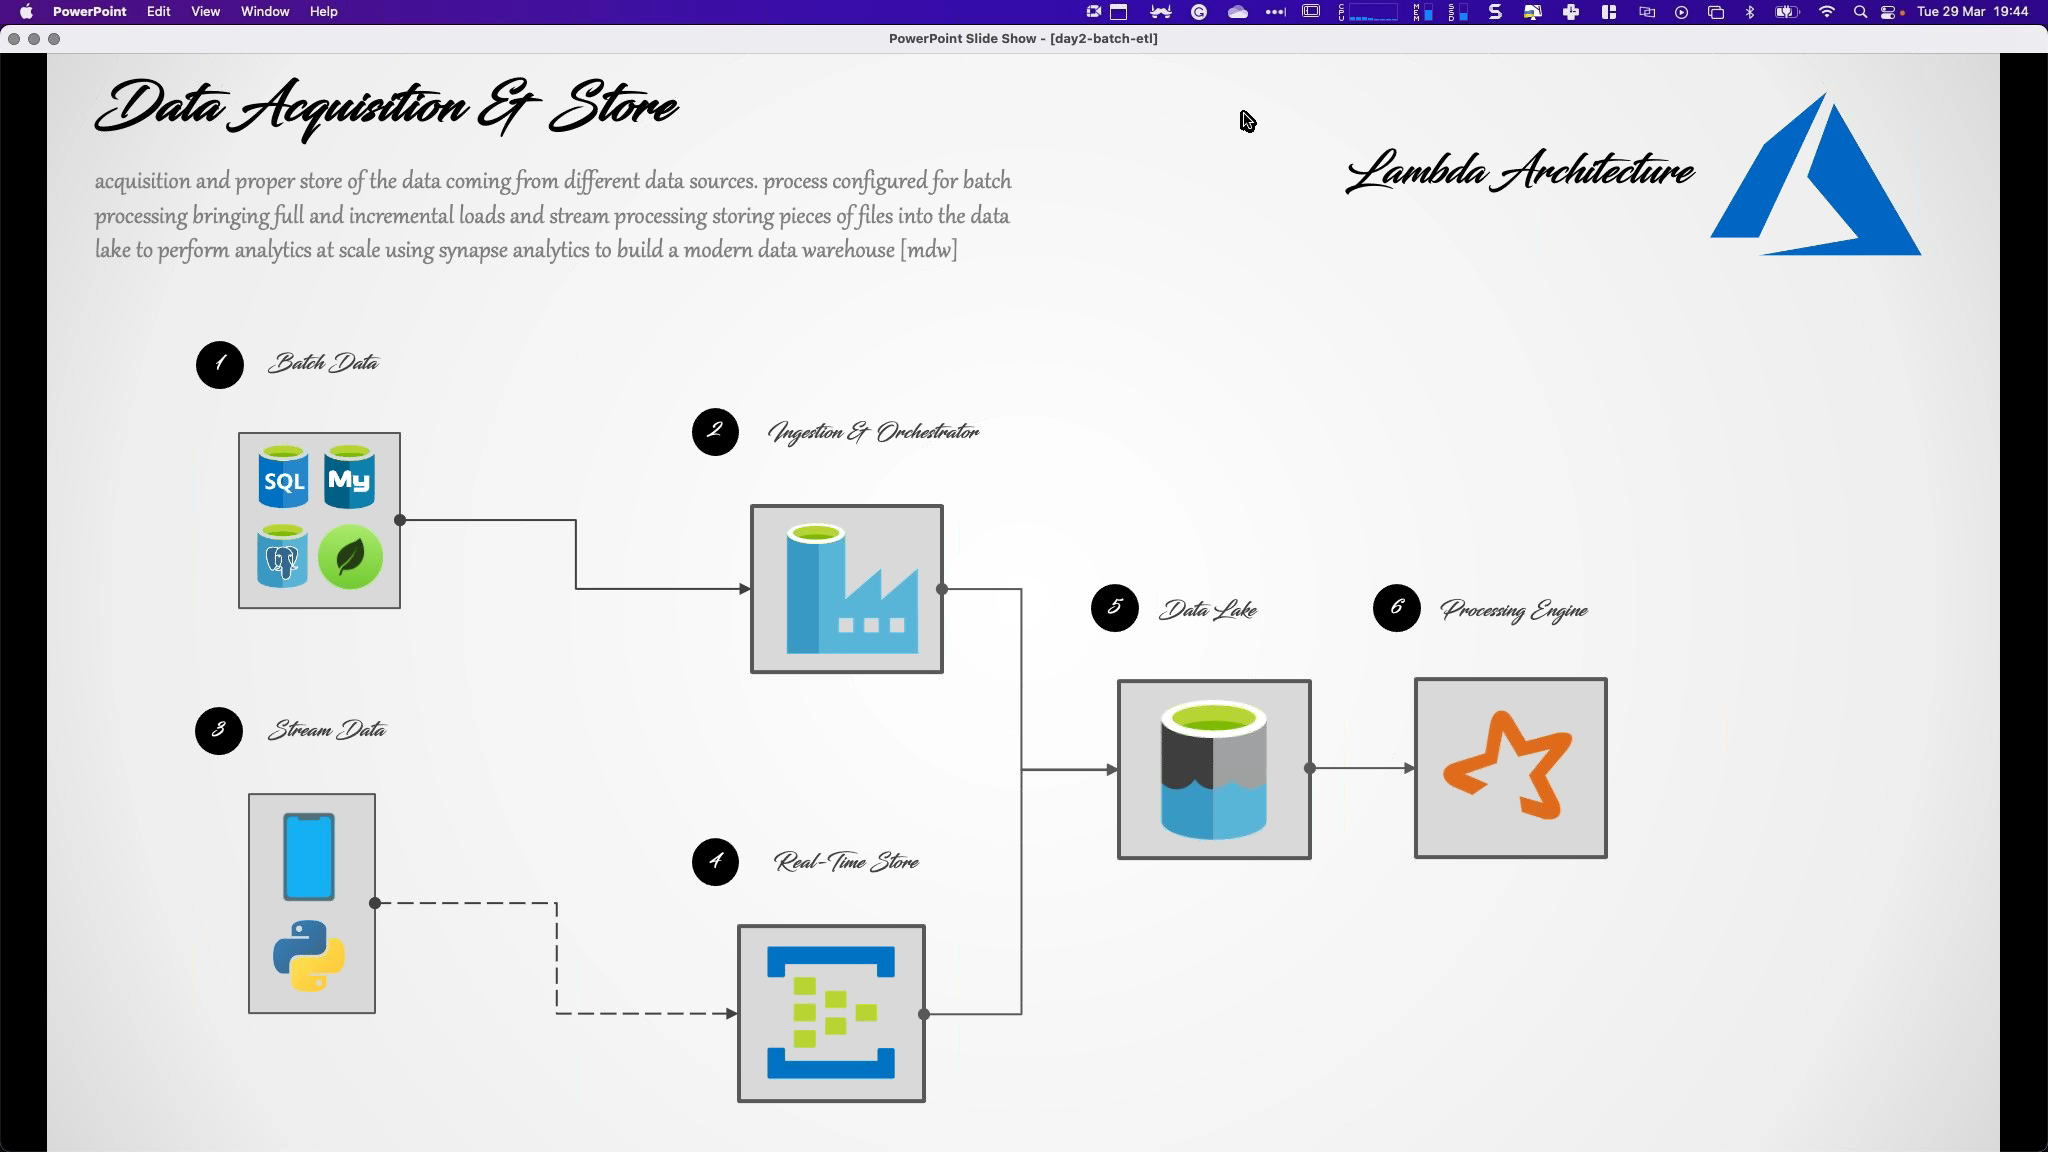 PowerPoint Edit View Window Help Tue 29 Mar 19:44
PowerPoint Slide Show - [day2-batch-etl]
Data Acquisition & Store
Lambda Architecture
acquisition and proper store of the data coming from different data sources. process configured for batch
processing bringing full and incremental loads and stream processing storing pieces of files into the data
lake to perform analytics at scale using synapse analytics to build a modern data warehouse [mdw]
1 Batch Data
2 Ingestion & Orchestrator
SQL My
5 Data Lake
6 Processing Engine
3 Stream Data
4 Real-Time Store